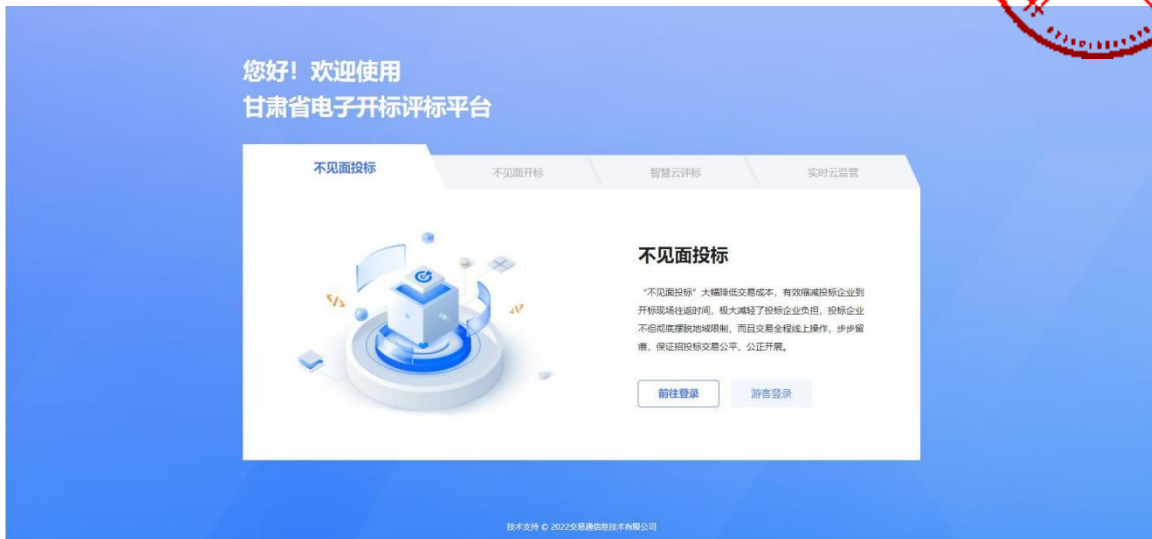 您好！欢迎使用
甘肃省电子开标评标平台
不见面投标
不见面开标
智慧云评标
实时云监管
不见面投标
“不见面投标”大幅降低交易成本，有效缩减投标企业到
开标现场往返时间，极大减轻了投标企业负担，投标企业
不但彻底摆脱地域限制，而且交易全程线上操作，步步留
痕，保证招投标交易公平、公正开展。
前往登录
游客登录
技术支持 © 2022交易通信息技术有限公司